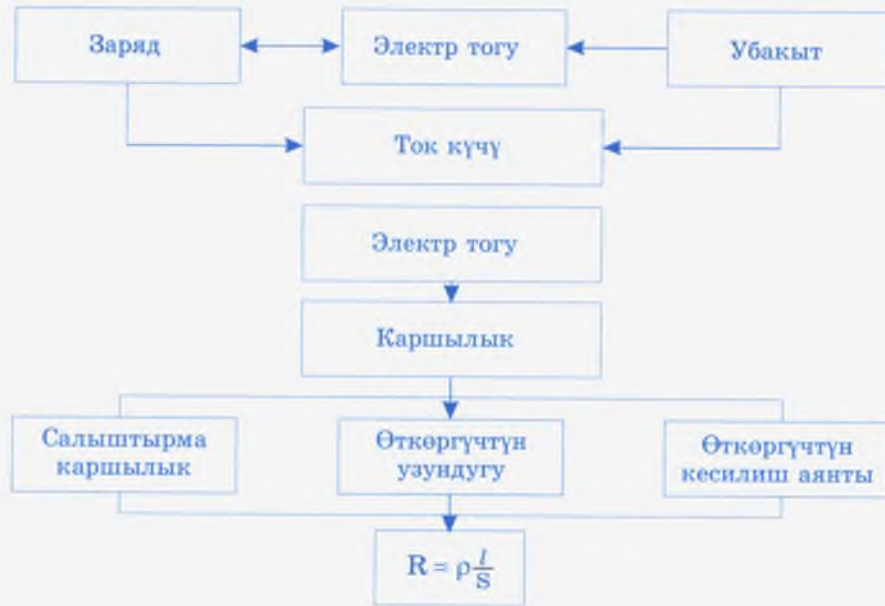 Заряд
Электр тогу
Убакыт
Ток күчү
Электр тогу
Каршылык
Салыштырма
каршылык
Өткөргүчтүн
узундугу
Өткөргүчтүн
кесилиш аянты
R = ρ l/S